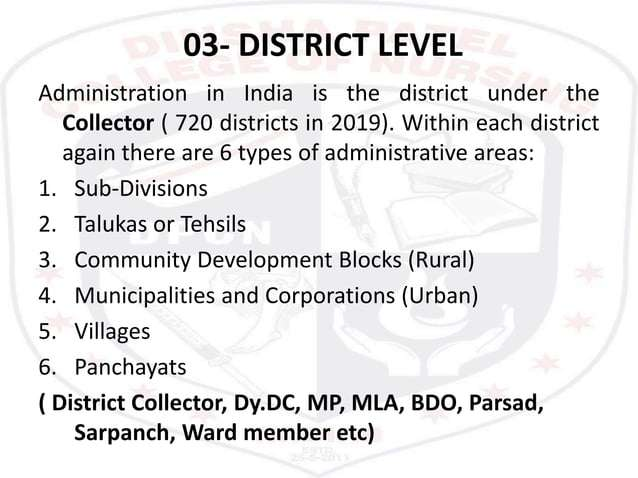 03- DISTRICT LEVEL
Administration in India is the district under the
Collector ( 720 districts in 2019). Within each district
again there are 6 types of administrative areas:
1. Sub-Divisions
2. Talukas or Tehsils
3. Community Development Blocks (Rural)
4. Municipalities and Corporations (Urban)
5. Villages
6. Panchayats
( District Collector, Dy.DC, MP, MLA, BDO, Parsad,
Sarpanch, Ward member etc)
COLLEGE OF NURSING